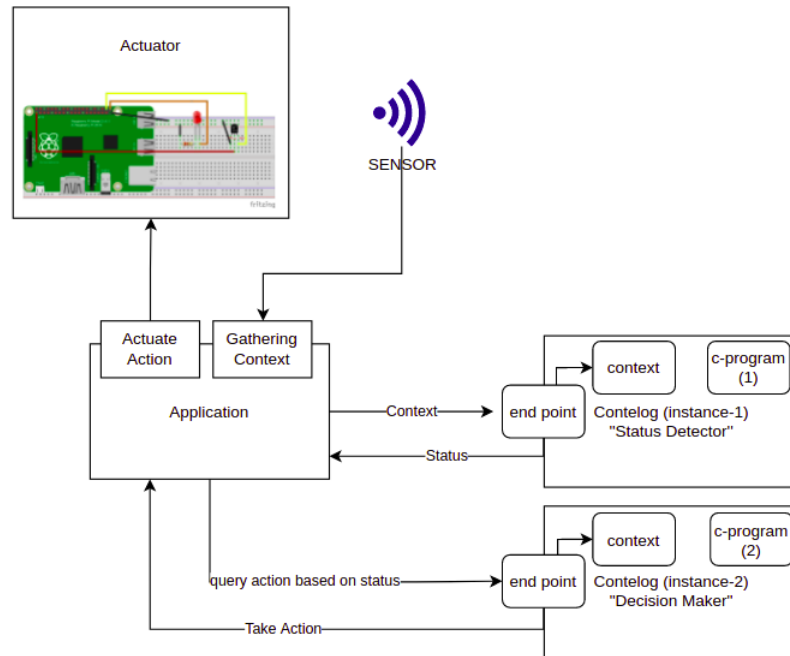 Actuator
fritzing
SENSOR
Actuate
Action
Gathering
Context
Application
Context
Status
end point
context
c-program
(1)
Contelog (instance-1)
"Status Detector"
query action based on status
Take Action
end point
context
c-program
(2)
Contelog (instance-2)
"Decision Maker"